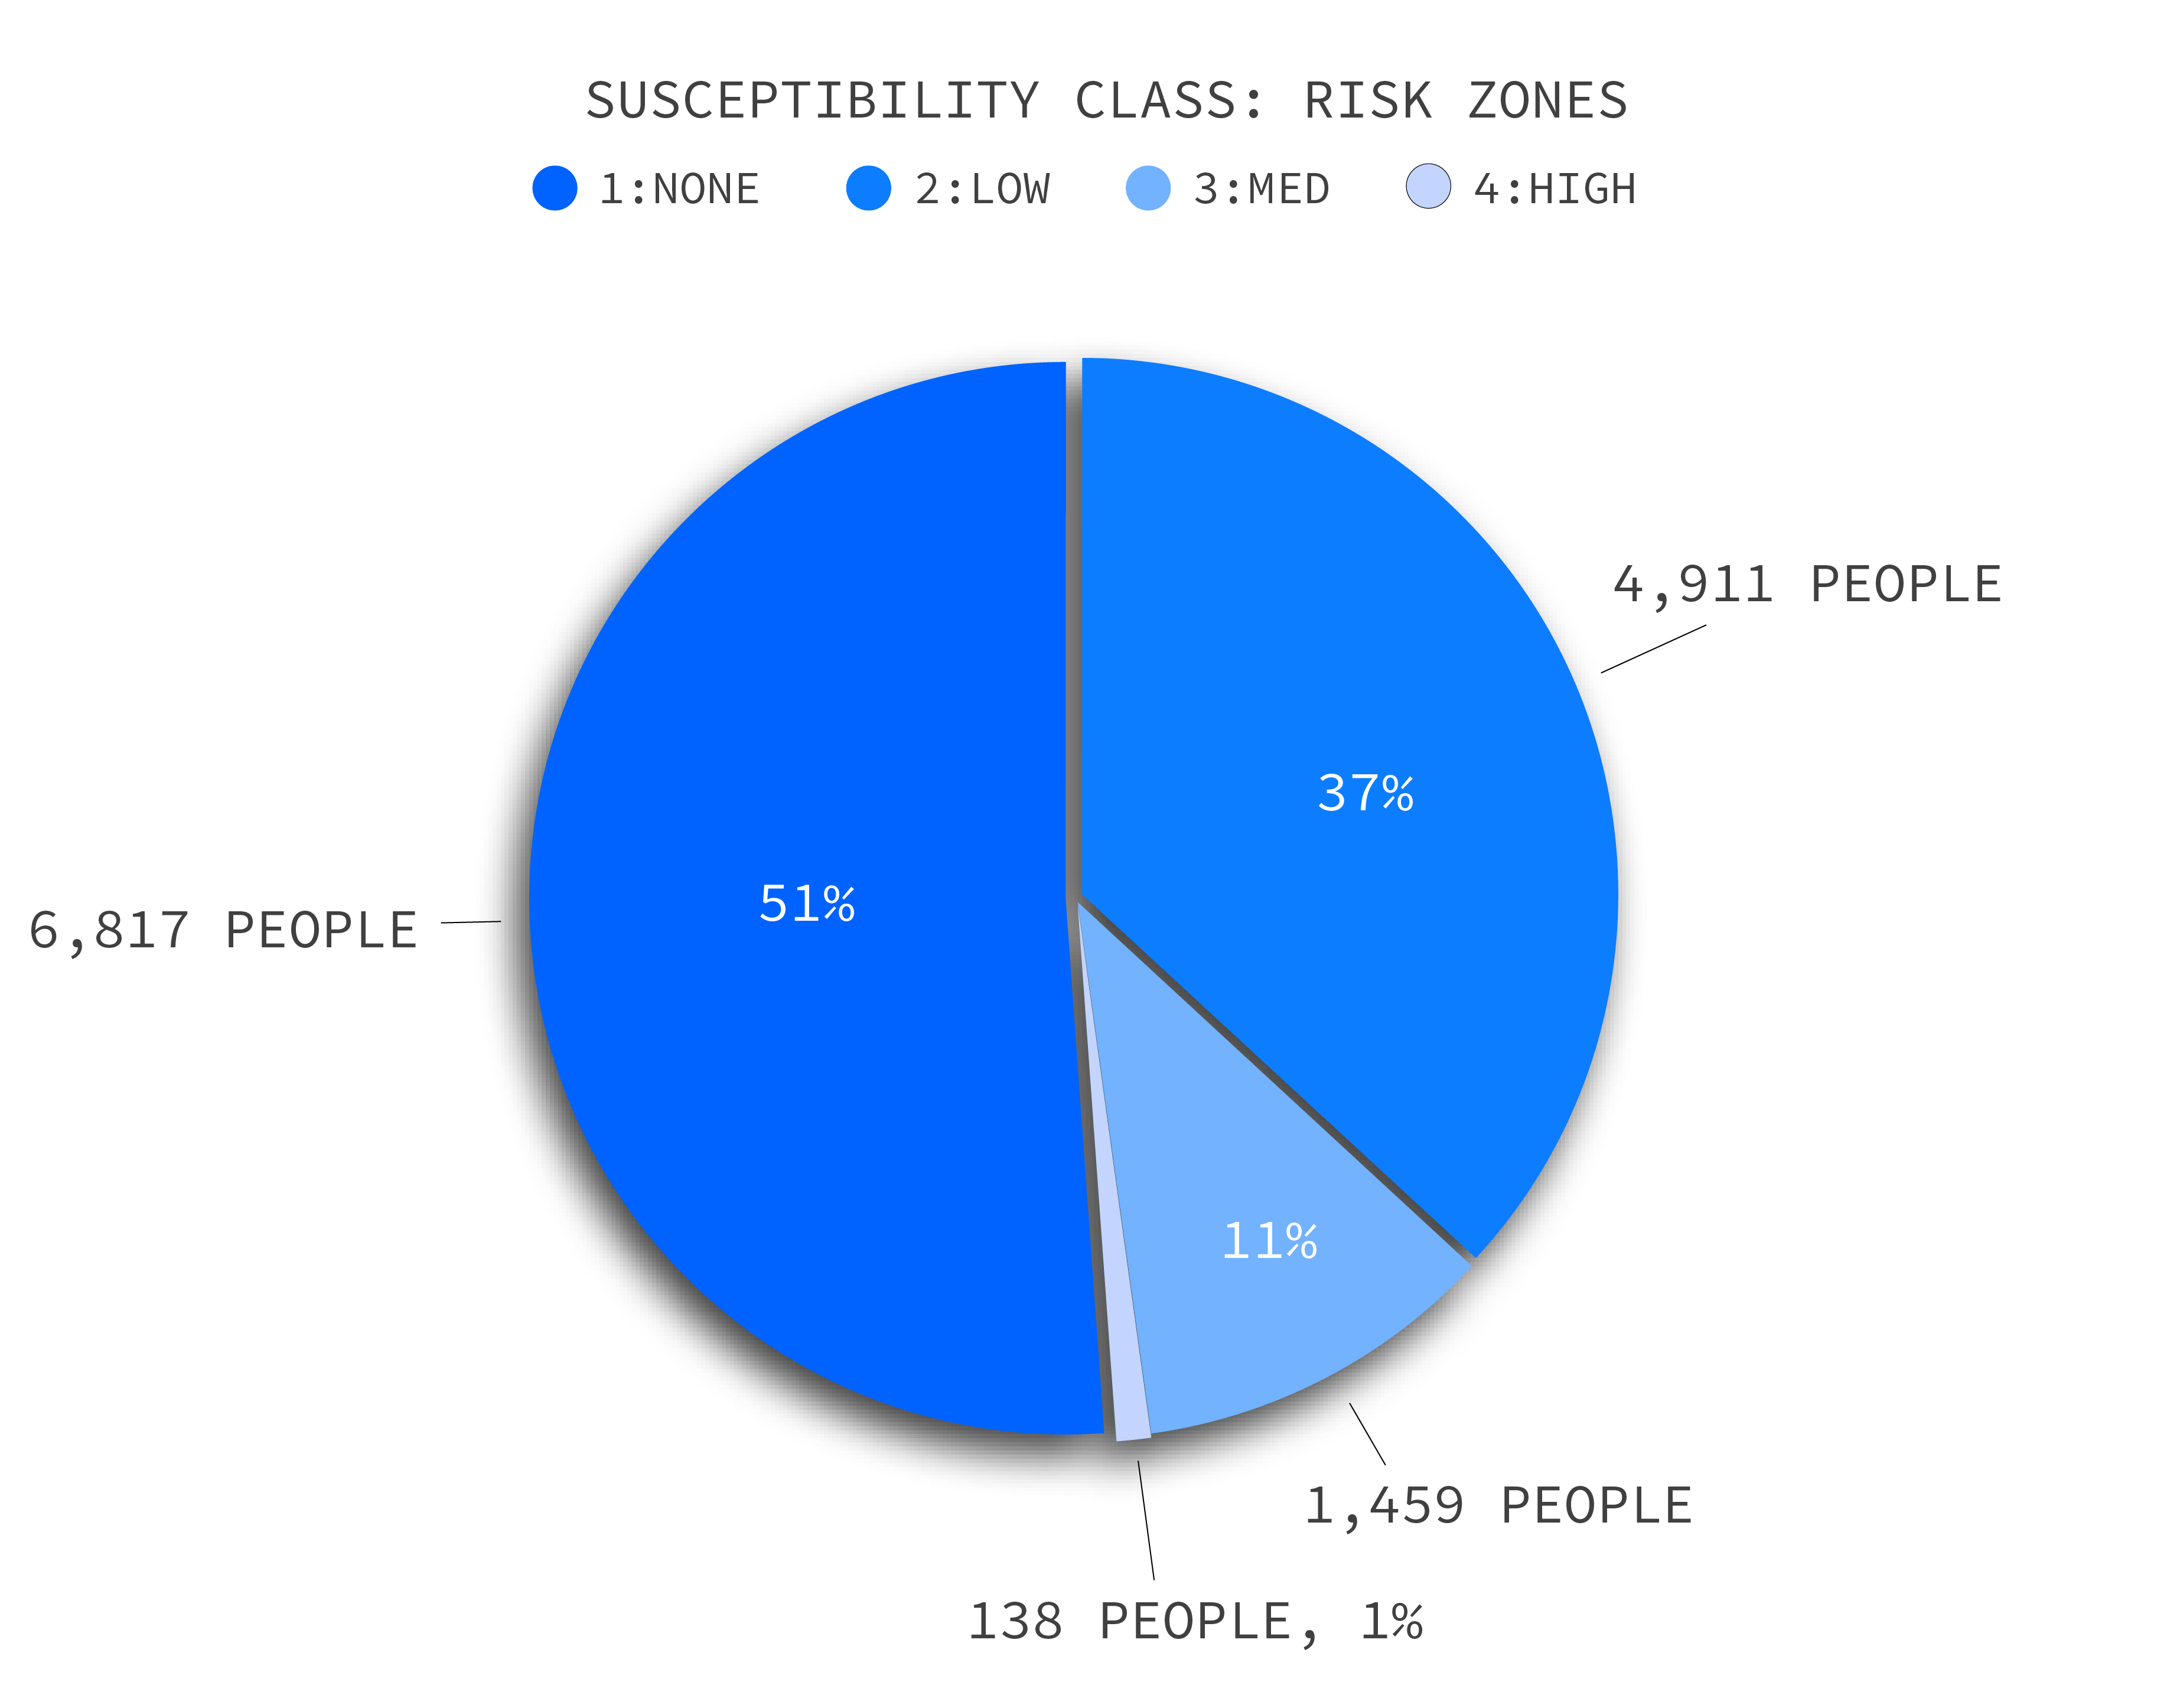 SUSCEPTIBILITY CLASS: RISK ZONES
1:NONE 2:LOW 3:MED 4:HIGH
4,911 PEOPLE
37%
51%
6,817 PEOPLE
11%
1,459 PEOPLE
138 PEOPLE, 1%